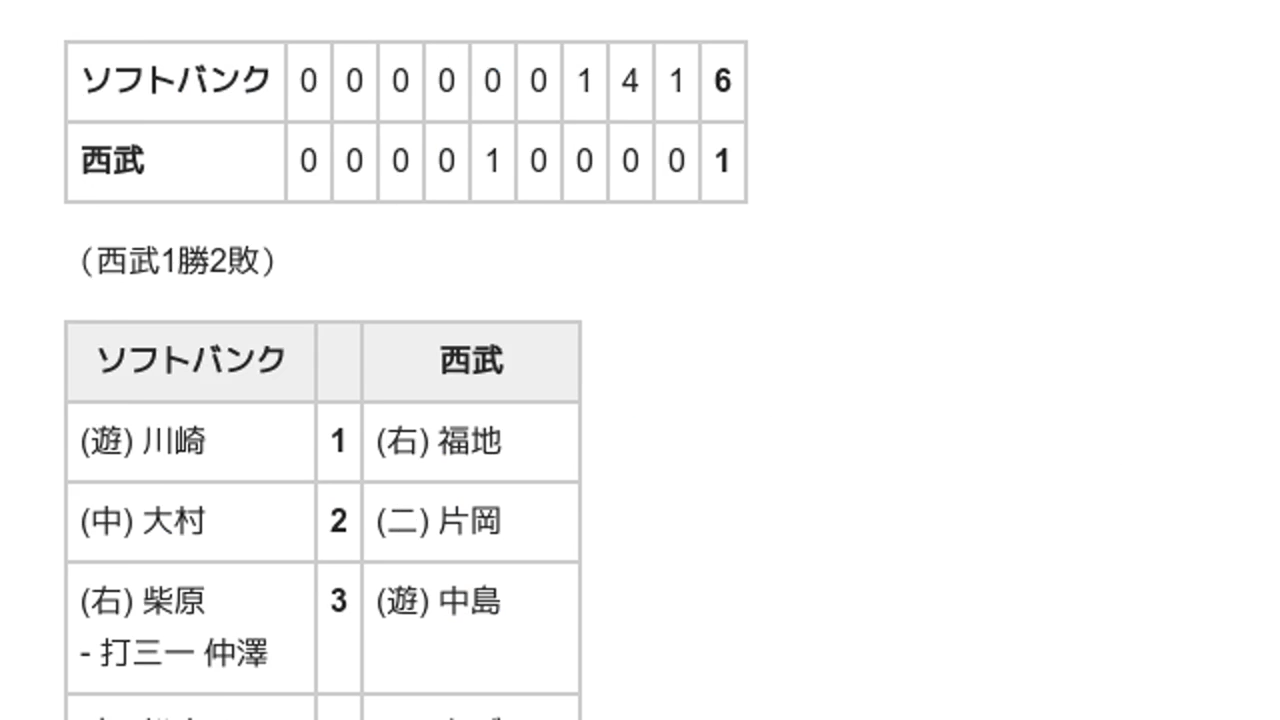 ソフトバンク 0 0 0 0 0 0 1 4 1 6
西武 0 0 0 0 1 0 0 0 0 1
（西武1勝2敗）
ソフトバンク 西武
(遊) 川崎 1 (右) 福地
(中) 大村 2 (二) 片岡
(右) 柴原 3 (遊) 中島
- 打三一 仲澤